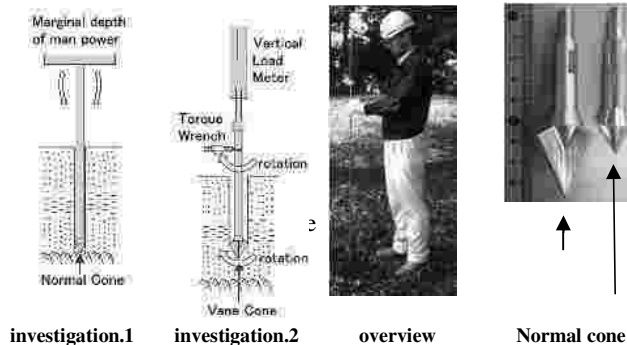 Marginal depth
of man power
Normal Cone
investigation.1
Vertical
Load
Meter
Torque
Wrench
rotation
e
rotation
Vane Cone
investigation.2
overview
Normal cone